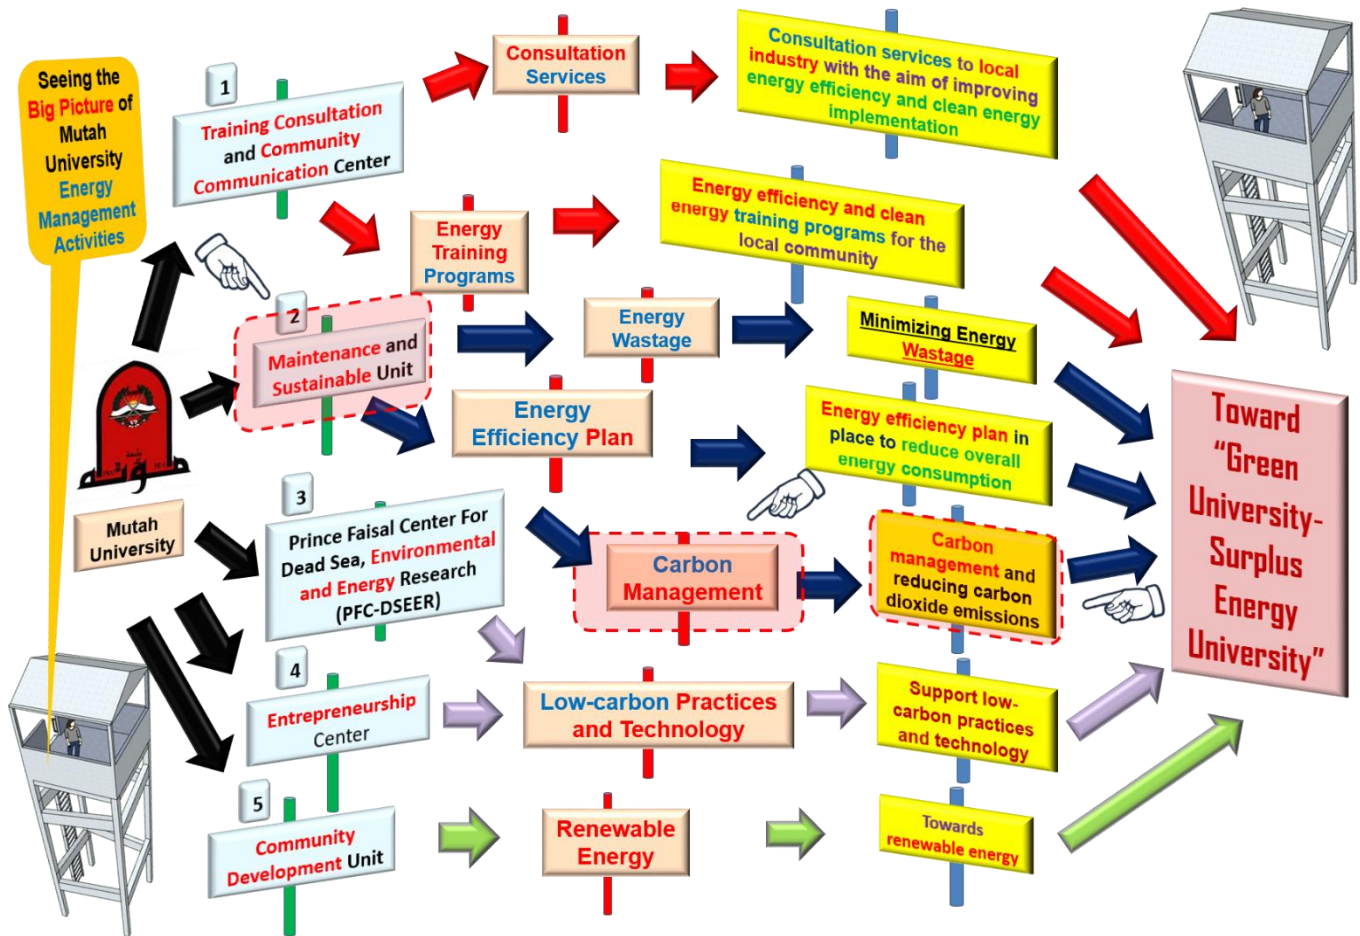 Seeing the
Big Picture of
Mutah
University
Energy
Management
Activities
1
Training Consultation
and Community
Communication Center
Consultation
Services
Consultation services to local
industry with the aim of improving
energy efficiency and clean energy
implementation
Energy
Training
Programs
Energy efficiency and clean
energy training programs for the
local community
2
Maintenance and
Sustainable Unit
Energy
Wastage
Minimizing Energy
Wastage
Energy
Efficiency Plan
Energy efficiency plan in
place to reduce overall
energy consumption
Mutah
University
3
Prince Faisal Center For
Dead Sea, Environmental
and Energy Research
(PFC-DSEER)
Carbon
Management
Carbon
management and
reducing carbon
dioxide emissions
4
Entrepreneurship
Center
Low-carbon Practices
and Technology
Support low-
carbon practices
and technology
5
Community
Development Unit
Renewable
Energy
Towards
renewable energy
Toward
“Green
University-
Surplus
Energy
University”